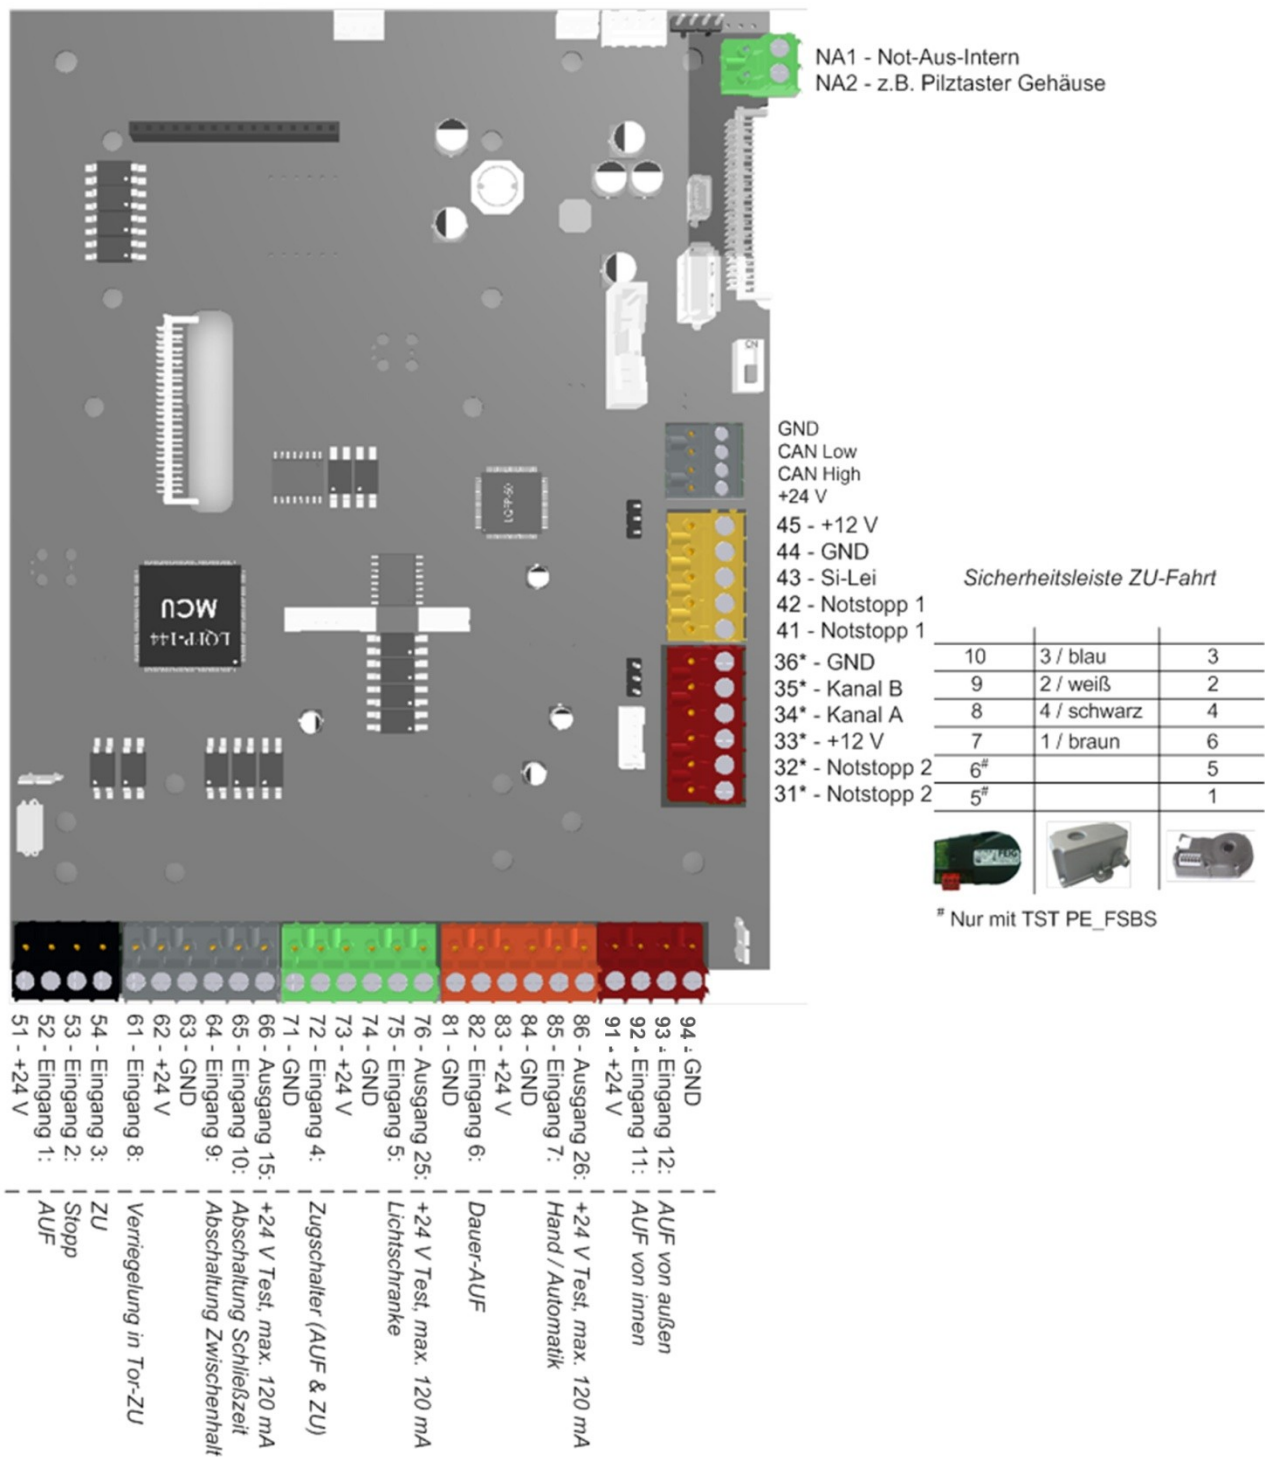 NA1 - Not-Aus-Intern
NA2 - z.B. Pilztaster Gehäuse
GND
CAN Low
CAN High
+24 V
45 - +12 V
44 - GND
43 - Si-Lei
42 - Notstopp 1
41 - Notstopp 1
36* - GND
35* - Kanal B
34* - Kanal A
33* - +12 V
32* - Notstopp 2
31* - Notstopp 2
Sicherheitsleiste ZU-Fahrt
10 3 / blau 3
9 2 / weiß 2
8 4 / schwarz 4
7 1 / braun 6
6# 5
5# 1
# Nur mit TST PE_FSBS
MCU
LQFP-144
51 - +24 V
52 - Eingang 1: AUF
53 - Eingang 2: Stopp
54 - Eingang 3: ZU
61 - Eingang 8: Verriegelung in Tor-ZU
62 - +24 V
63 - GND
64 - Eingang 9: Abschaltung Zwischenhalt
65 - Eingang 10: Abschaltung Schließzeit
66 - Ausgang 15: +24 V Test, max. 120 mA
71 - GND
72 - Eingang 4: Zugschalter (AUF & ZU)
73 - +24 V
74 - GND
75 - Eingang 5: Lichtschranke
76 - Ausgang 25: +24 V Test, max. 120 mA
81 - GND
82 - Eingang 6: Dauer-AUF
83 - +24 V
84 - GND
85 - Eingang 7: Hand / Automatik
86 - Ausgang 26: +24 V Test, max. 120 mA
91 - +24 V
92 - Eingang 11: AUF von innen
93 - Eingang 12: AUF von außen
94 - GND